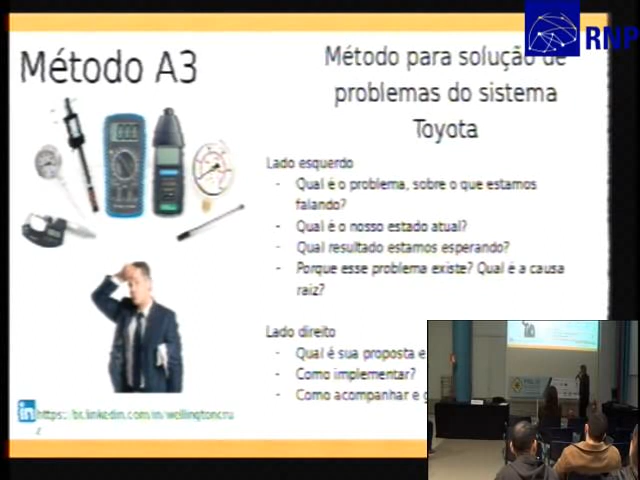 Método A3
Método para solução de
problemas do sistema
Toyota
RNP
Lado esquerdo
- Qual é o problema, sobre o que estamos
falando?
- Qual é o nosso estado atual?
- Qual resultado estamos esperando?
- Porque esse problema existe? Qual é a causa
raiz?
Lado direito
- Qual é sua proposta e
- Como implementar?
- Como acompanhar e
in https://br.linkedin.com/in/wellingtoncru
z